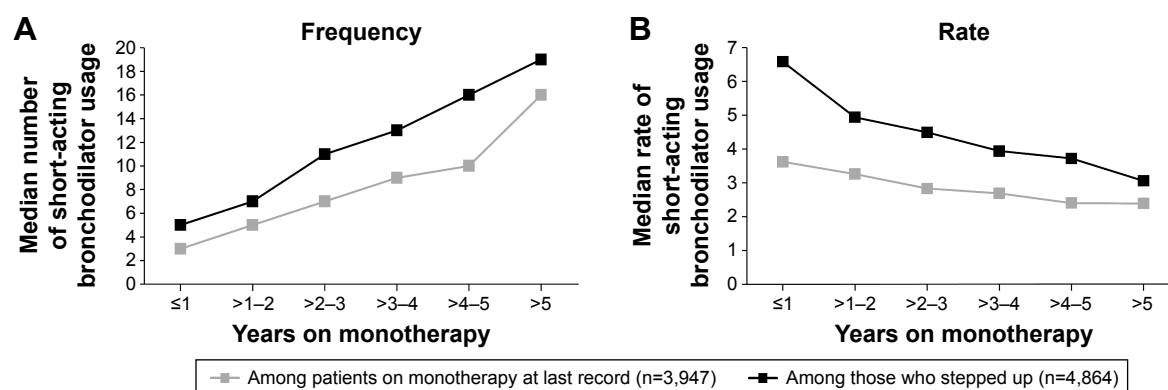 A
Frequency
Median number
of short-acting
bronchodilator usage
20
18
16
14
12
10
8
6
4
2
0
≤1 >1–2 >2–3 >3–4 >4–5 >5
Years on monotherapy
B
Rate
Median rate of
short-acting
bronchodilator usage
7
6
5
4
3
2
1
0
≤1 >1–2 >2–3 >3–4 >4–5 >5
Years on monotherapy
Among patients on monotherapy at last record (n=3,947) Among those who stepped up (n=4,864)